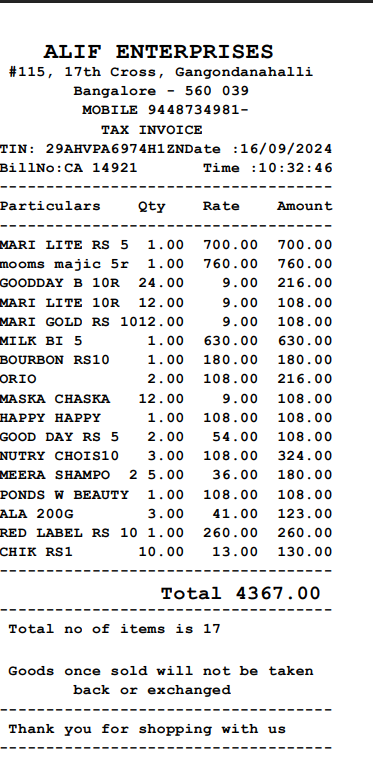 ALIF ENTERPRISES
#115, 17th Cross, Gangondanahalli
Bangalore - 560 039
MOBILE 9448734981-
TAX INVOICE
TIN: 29AHVPA6974H1ZNDate :16/09/2024
BillNo:CA 14921 Time :10:32:46
------------------------------------
Particulars Qty Rate Amount
------------------------------------
MARI LITE RS 5 1.00 700.00 700.00
mooms majic 5r 1.00 760.00 760.00
GOODDAY B 10R 24.00 9.00 216.00
MARI LITE 10R 12.00 9.00 108.00
MARI GOLD RS 1012.00 9.00 108.00
MILK BI 5 1.00 630.00 630.00
BOURBON RS10 1.00 180.00 180.00
ORIO 2.00 108.00 216.00
MASKA CHASKA 12.00 9.00 108.00
HAPPY HAPPY 1.00 108.00 108.00
GOOD DAY RS 5 2.00 54.00 108.00
NUTRY CHOIS10 3.00 108.00 324.00
MEERA SHAMPO 2 5.00 36.00 180.00
PONDS W BEAUTY 1.00 108.00 108.00
ALA 200G 3.00 41.00 123.00
RED LABEL RS 10 1.00 260.00 260.00
CHIK RS1 10.00 13.00 130.00
------------------------------------
Total 4367.00
------------------------------------
Total no of items is 17
Goods once sold will not be taken
back or exchanged
------------------------------------
Thank you for shopping with us
------------------------------------